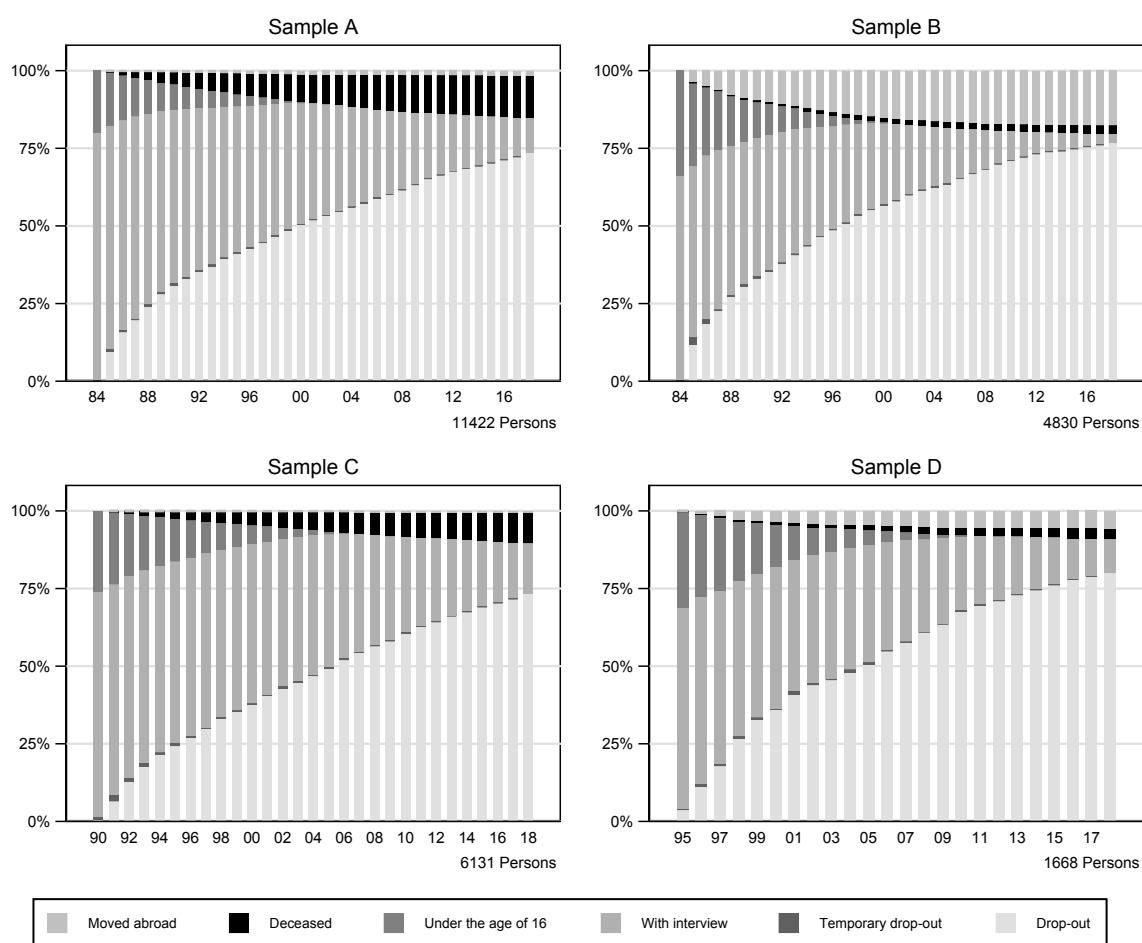 Sample A
100%
75%
50%
25%
0%
84 88 92 96 00 04 08 12 16
11422 Persons
Sample B
100%
75%
50%
25%
0%
84 88 92 96 00 04 08 12 16
4830 Persons
Sample C
100%
75%
50%
25%
0%
90 92 94 96 98 00 02 04 06 08 10 12 14 16 18
6131 Persons
Sample D
100%
75%
50%
25%
0%
95 97 99 01 03 05 07 09 11 13 15 17
1668 Persons
Moved abroad Deceased Under the age of 16 With interview Temporary drop-out Drop-out